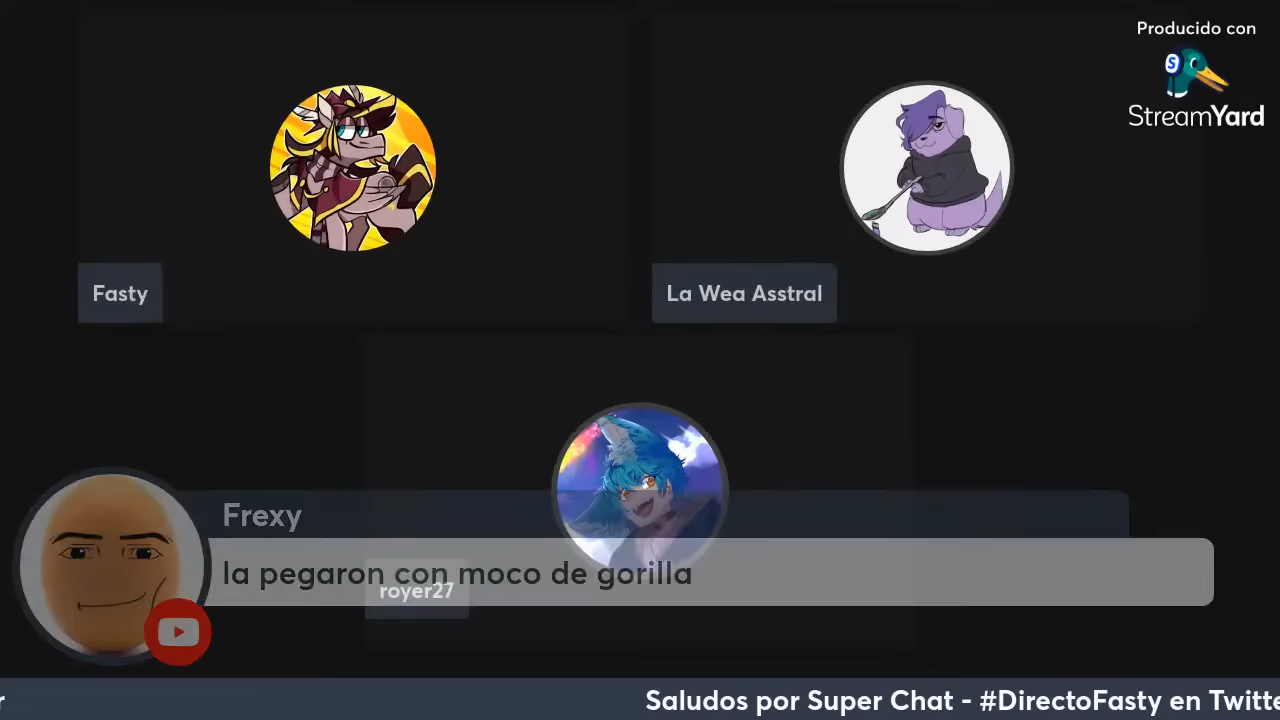 Producido con
S
StreamYard
Fasty
La Wea Asstral
Frexy
la pegaron con moco de gorilla
royer27
r
Saludos por Super Chat - #DirectoFasty en Twitte